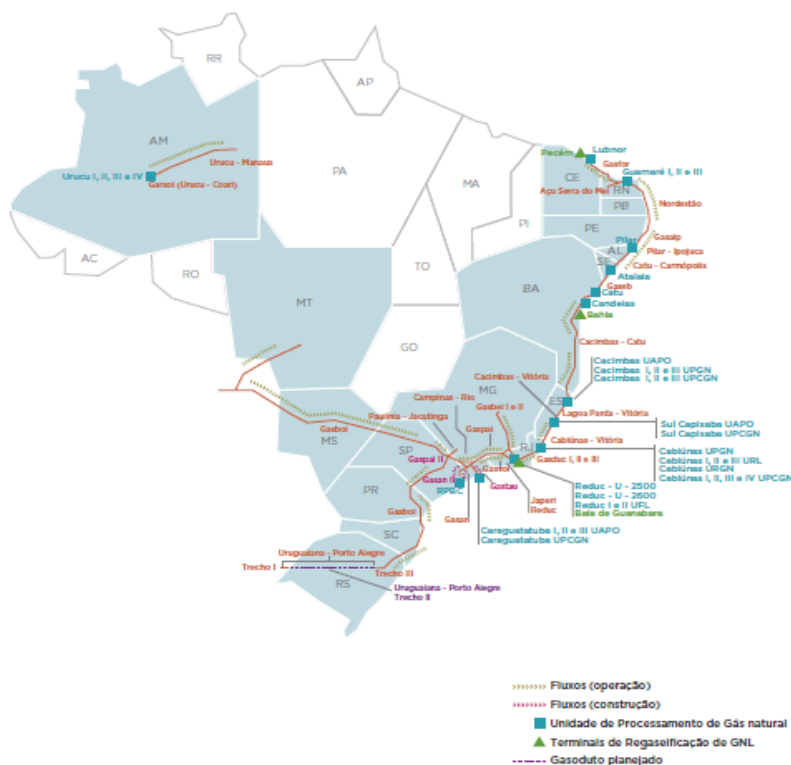 RR
AP
AM
Urucu - Manaus
Urucu I, II, III e IV
Garsol (Urucu - Coari)
PA
MA
Pecém
Lubnor
Gasfor
CE
Guamaré I, II e III
Açu Serra do Mel
RN
PB
Nordestão
PI
PE
Gasalp
Pilar
AL
Pilar - Ipojuca
SE
Catu - Carmópolis
Atalaia
AC
RO
TO
Gaseb
BA
Catu
Candeias
Bahia
MT
GO
Cacimbas - Catu
Cacimbas UAPO
Cacimbas I, II e III UPGN
Cacimbas I, II e III UPCGN
Cacimbas - Vitória
MG
ES
Campinas - Rio
Gasbel I e II
Lagoa Parda - Vitória
Sul Capixaba UAPO
Sul Capixaba UPCGN
Paulínia - Jacutinga
Gasbol
Gaspal
MS
SP
RJ
Cabiúnas - Vitória
Cabiúnas UPGN
Cabiúnas I, II e III URL
Cabiúnas URGN
Cabiúnas I, II, III e IV UPCGN
Gaspal II
Gasduc I, II e III
Gasan II
RPBC
Gastau
PR
Japeri
Reduc
Reduc - U - 2500
Reduc - U - 2600
Reduc I e II UFL
Baía de Guanabara
Gasbol
Gasan
Caraguatatuba I, II e III UAPO
Caraguatatuba UPCGN
SC
Uruguaiana - Porto Alegre
Trecho I
Trecho III
RS
Uruguaiana - Porto Alegre
Trecho II
Fluxos (operação)
Fluxos (construção)
Unidade de Processamento de Gás natural
Terminais de Regaseificação de GNL
Gasoduto planejado